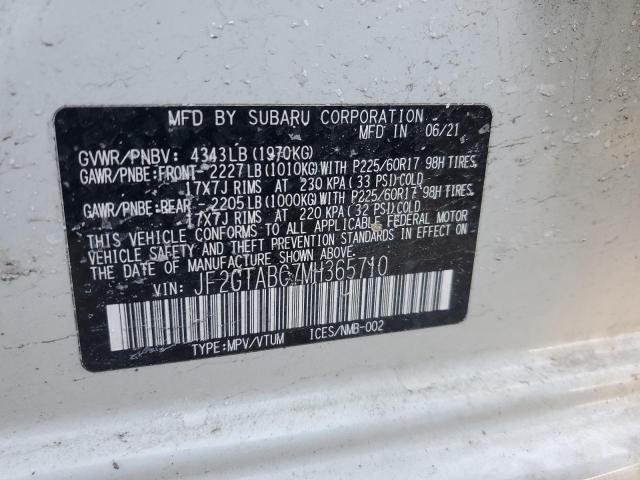 MFD BY SUBARU CORPORATION
MFD IN 06/21
GVWR/PNBV: 4343LB(1970KG)
GAWR/PNBE:FRONT-2227LB(1010KG)WITH P225/60R17 98H TIRES,
17X7J RIMS AT 230 KPA(33 PSI)COLD
GAWR/PNBE:REAR -2205LB(1000KG)WITH P225/60R17 98H TIRES,
17X7J RIMS AT 220 KPA(32 PSI)COLD
THIS VEHICLE CONFORMS TO ALL APPLICABLE FEDERAL MOTOR
VEHICLE SAFETY AND THEFT PREVENTION STANDARDS IN EFFECT ON
THE DATE OF MANUFACTURE SHOWN ABOVE.
VIN: JF2GTABC7MH365710
TYPE:MPV/VTUM ICES/NMB-002